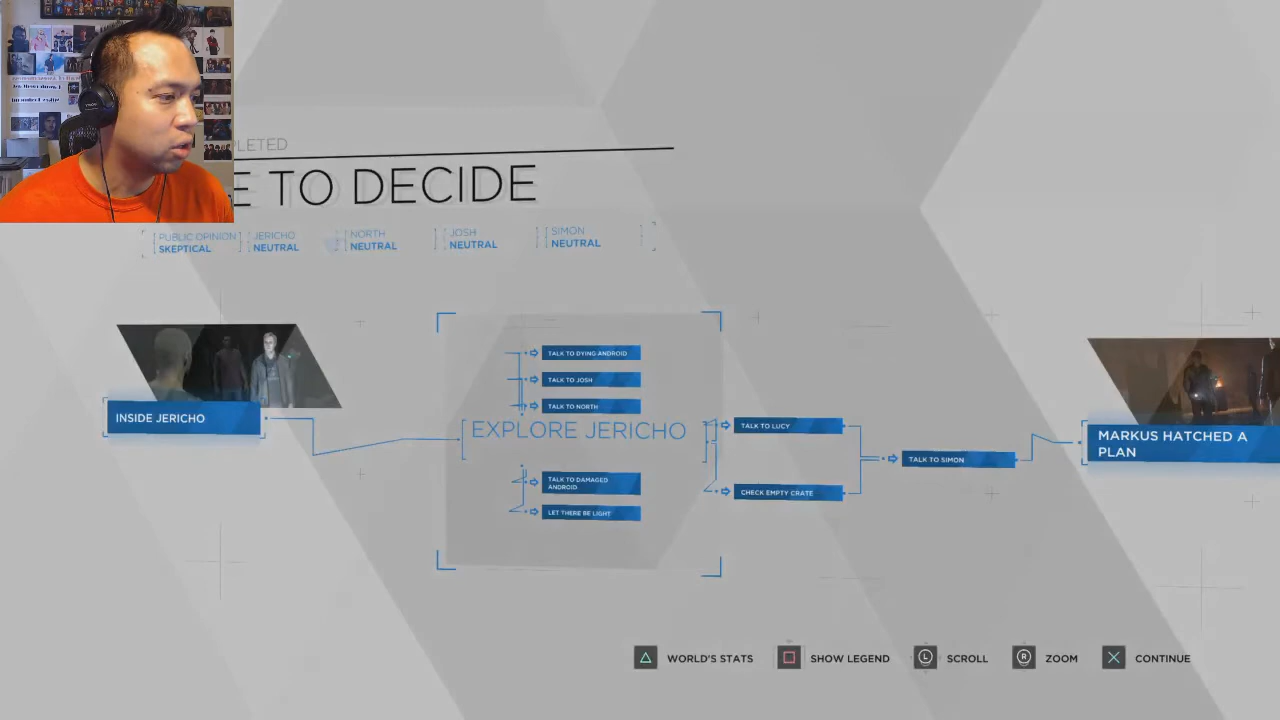 LETED
E TO DECIDE
PUBLIC OPINION
SKEPTICAL
JERICHO
NEUTRAL
NORTH
NEUTRAL
JOSH
NEUTRAL
SIMON
NEUTRAL
INSIDE JERICHO
TALK TO DYING ANDROID
TALK TO JOSH
TALK TO NORTH
EXPLORE JERICHO
TALK TO DAMAGED
ANDROID
LET THERE BE LIGHT
TALK TO LUCY
CHECK EMPTY CRATE
TALK TO SIMON
MARKUS HATCHED A
PLAN
WORLD'S STATS
SHOW LEGEND
L
SCROLL
R
ZOOM
CONTINUE